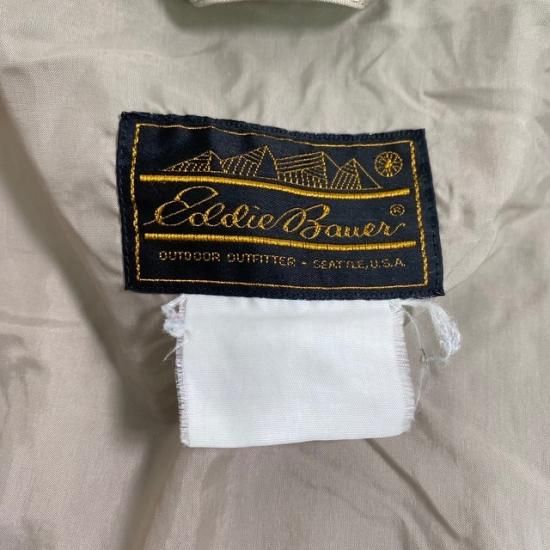 Eddie Bauer®
OUTDOOR OUTFITTER - SEATTLE, U.S.A.